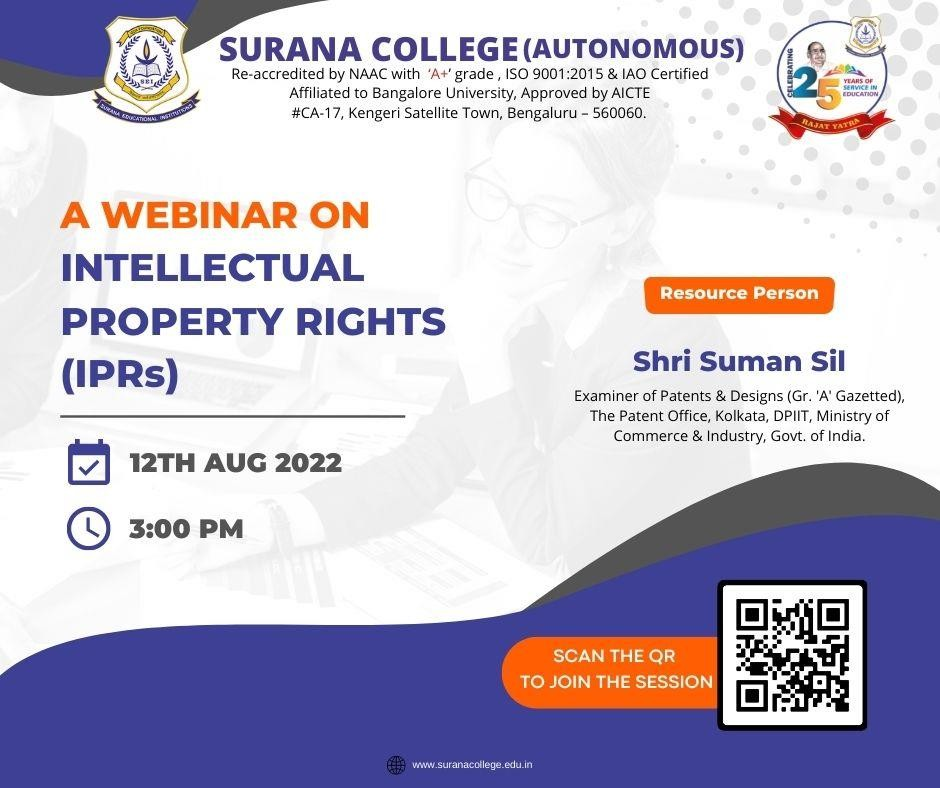 SURANA COLLEGE (AUTONOMOUS)
Re-accredited by NAAC with ‘A+’ grade , ISO 9001:2015 & IAO Certified
Affiliated to Bangalore University, Approved by AICTE
#CA-17, Kengeri Satellite Town, Bengaluru – 560060.
SEI
SURANA EDUCATIONAL INSTITUTIONS
CELEBRATING
25
YEARS OF
SERVICE IN
EDUCATION
RAJAT YATRA
A WEBINAR ON
INTELLECTUAL
PROPERTY RIGHTS
(IPRs)
12TH AUG 2022
3:00 PM
Resource Person
Shri Suman Sil
Examiner of Patents & Designs (Gr. 'A' Gazetted),
The Patent Office, Kolkata, DPIIT, Ministry of
Commerce & Industry, Govt. of India.
SCAN THE QR
TO JOIN THE SESSION
www.suranacollege.edu.in